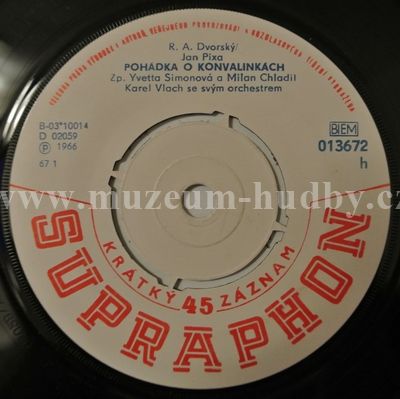 R. A. Dvorský/
Jan Pixa
POHÁDKA O KONVALINKÁCH
Zp. Yvetta Simonová a Milan Chladil
Karel Vlach se svým orchestrem
B-03*10014
D 02059
Ⓟ 1966
67 1
BIEM
013672
h
www.muzeum-hudby.cz
KRÁTKÝ 45 ZÁZNAM
SUPRAPHON